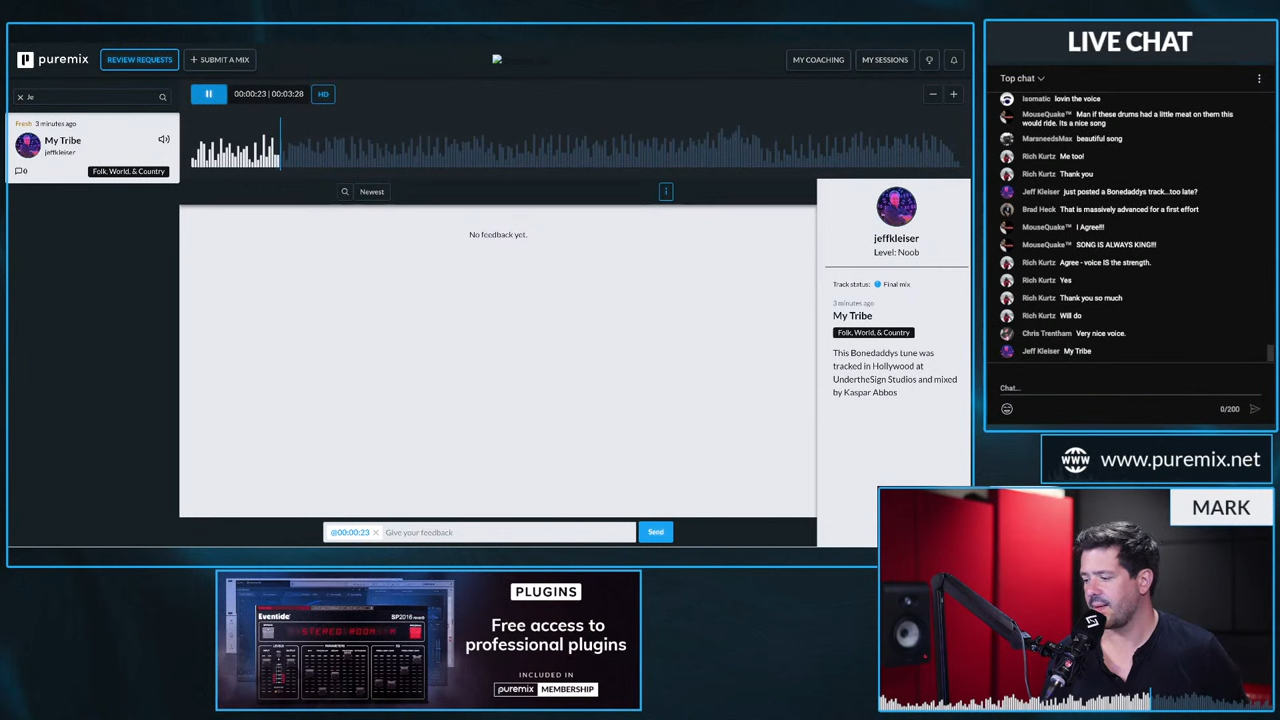 puremix
REVIEW REQUESTS
+ SUBMIT A MIX
MY COACHING
MY SESSIONS
Je
00:00:23 | 00:03:28
HD
Fresh 3 minutes ago
My Tribe
jeffkleiser
0
Folk, World, & Country
Newest
No feedback yet.
jeffkleiser
Level: Noob
Track status: Final mix
3 minutes ago
My Tribe
Folk, World, & Country
This Bonedaddys tune was
tracked in Hollywood at
UndertheSign Studios and mixed
by Kaspar Abbos
@00:00:23
Give your feedback
Send
LIVE CHAT
Top chat
Isomatic lovin the voice
MouseQuake™ Man if these drums had a little meat on them this
would ride. Its a nice song
MarsneedsMax beautiful song
Rich Kurtz Me too!
Rich Kurtz Thank you
Jeff Kleiser just posted a Bonedaddys track...too late?
Brad Heck That is massively advanced for a first effort
MouseQuake™ I Agree!!!
MouseQuake™ SONG IS ALWAYS KING!!!
Rich Kurtz Agree - voice IS the strength.
Rich Kurtz Yes
Rich Kurtz Thank you so much
Rich Kurtz Will do
Chris Trentham Very nice voice.
Jeff Kleiser My Tribe
Chat...
0/200
WWW
www.puremix.net
MARK
Eventide
SP2016 reverb
STEREO ROOM
PLUGINS
Free access to
professional plugins
INCLUDED IN
puremix MEMBERSHIP